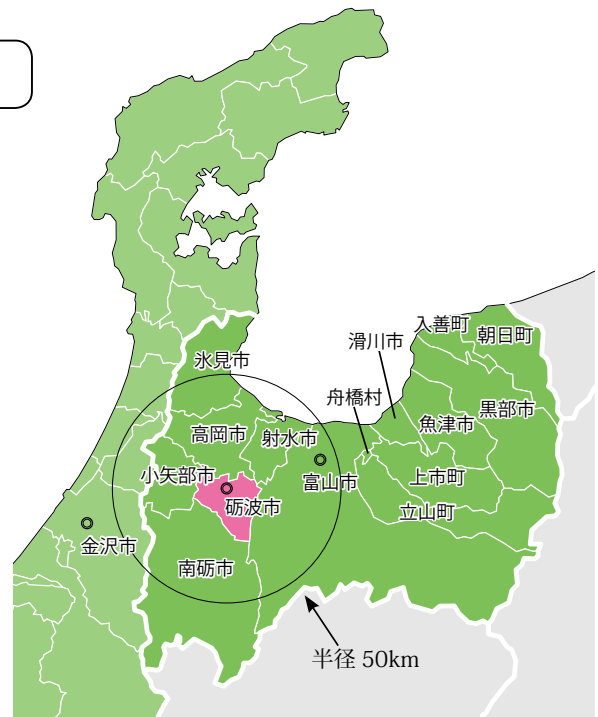 入善町
朝日町
滑川市
氷見市
舟橋村
黒部市
魚津市
高岡市
射水市
小矢部市
上市町
富山市
砺波市
立山町
金沢市
南砺市
半径 50km